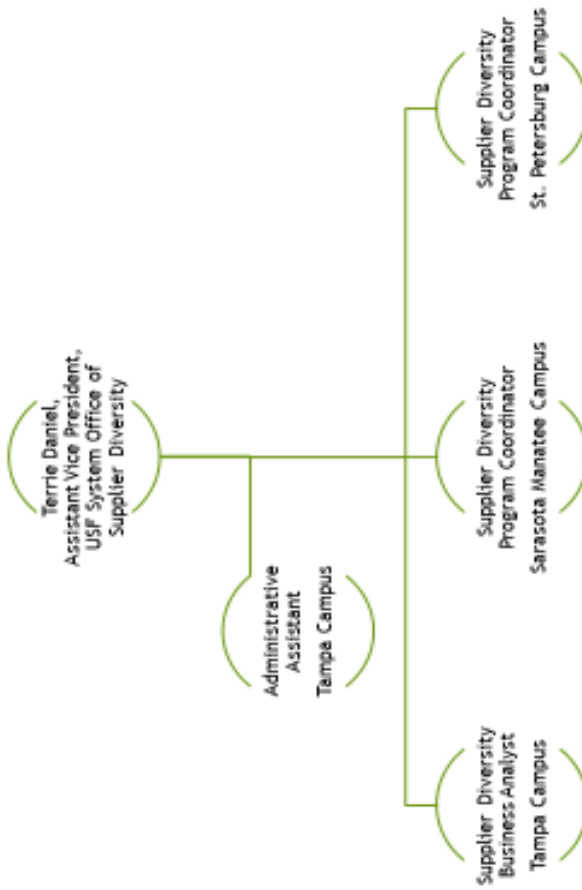 Terrie Daniel,
Assistant Vice President,
USF System Office of
Supplier Diversity
Administrative
Assistant
Tampa Campus
Supplier Diversity
Business Analyst
Tampa Campus
Supplier Diversity
Program Coordinator
Sarasota Manatee Campus
Supplier Diversity
Program Coordinator
St. Petersburg Campus